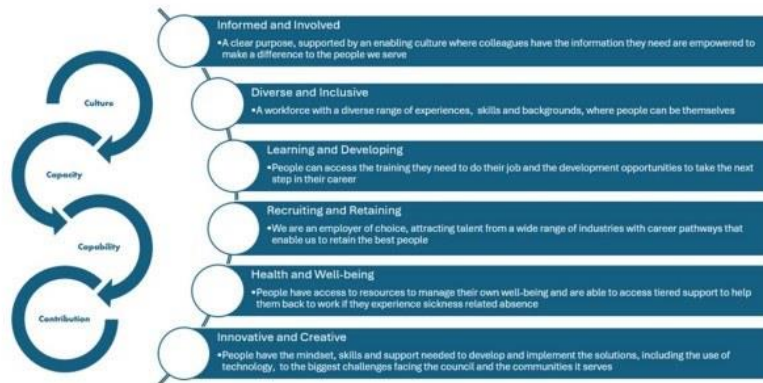 Culture
Capacity
Capability
Contribution
Informed and Involved
•A clear purpose, supported by an enabling culture where colleagues have the information they need are empowered to
make a difference to the people we serve
Diverse and Inclusive
•A workforce with a diverse range of experiences, skills and backgrounds, where people can be themselves
Learning and Developing
•People can access the training they need to do their job and the development opportunities to take the next
step in their career
Recruiting and Retaining
•We are an employer of choice, attracting talent from a wide range of industries with career pathways that
enable us to retain the best people
Health and Well-being
•People have access to resources to manage their own well-being and are able to access tiered support to help
them back to work if they experience sickness related absence
Innovative and Creative
•People have the mindset, skills and support needed to develop and implement the solutions, including the use of
technology, to the biggest challenges facing the council and the communities it serves